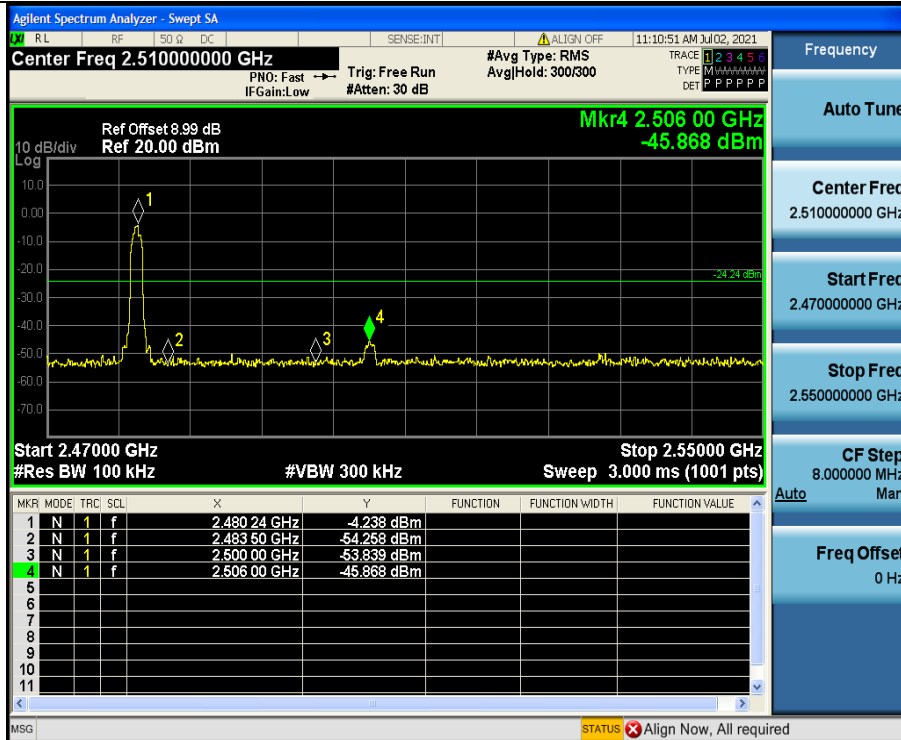 Agilent Spectrum Analyzer - Swept SA
LXI RL RF 50 Ω DC SENSE:INT ALIGN OFF 11:10:51 AM Jul 02, 2021
Center Freq 2.510000000 GHz
PNO: Fast
IFGain:Low
Trig: Free Run
#Atten: 30 dB
#Avg Type: RMS
Avg|Hold: 300/300
TRACE 1 2 3 4 5 6
TYPE M
DET P P P P P P
Mkr4 2.506 00 GHz
-45.868 dBm
Ref Offset 8.99 dB
10 dB/div Ref 20.00 dBm
Log
10.0
0.00
-10.0
-20.0
-30.0
-40.0
-50.0
-60.0
-70.0
1
2
3
4
-24.24 dBm
Start 2.47000 GHz Stop 2.55000 GHz
#Res BW 100 kHz #VBW 300 kHz Sweep 3.000 ms (1001 pts)
MKR MODE TRC SCL X Y FUNCTION FUNCTION WIDTH FUNCTION VALUE
1 N 1 f 2.480 24 GHz -4.238 dBm
2 N 1 f 2.483 50 GHz -54.258 dBm
3 N 1 f 2.500 00 GHz -53.839 dBm
4 N 1 f 2.506 00 GHz -45.868 dBm
5
6
7
8
9
10
11
MSG STATUS Align Now, All required
Frequency
Auto Tune
Center Freq
2.510000000 GHz
Start Freq
2.470000000 GHz
Stop Freq
2.550000000 GHz
CF Step
8.000000 MHz
Auto Man
Freq Offset
0 Hz